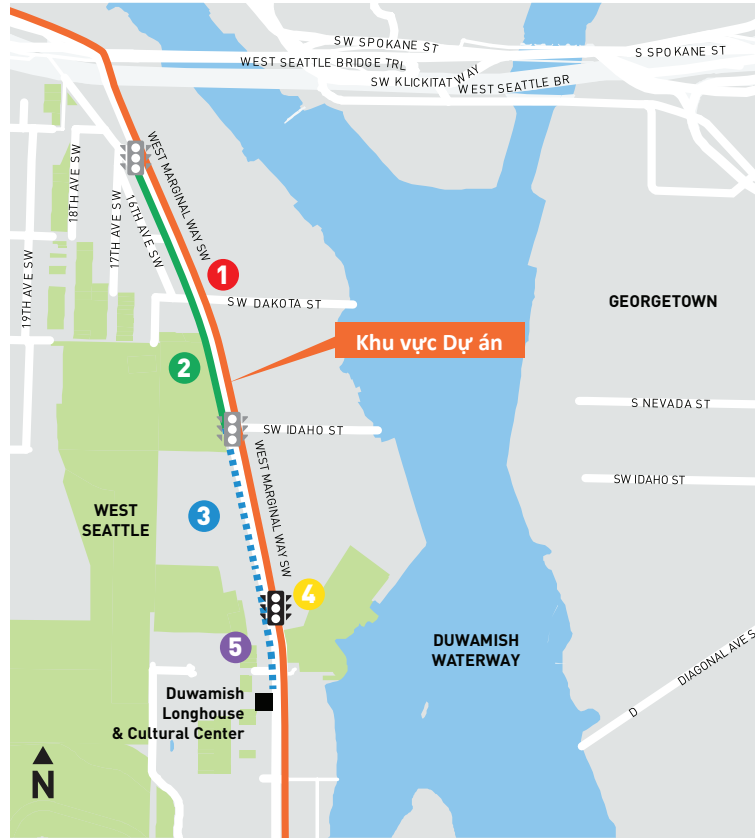 SW SPOKANE ST
S SPOKANE ST
WEST SEATTLE BRIDGE TRL
SW KLICKITAT WAY
WEST SEATTLE BR
WEST MARGINAL WAY SW
18TH AVE SW
17TH AVE SW
16TH AVE SW
19TH AVE SW
1
SW DAKOTA ST
GEORGETOWN
Khu vực Dự án
2
S NEVADA ST
SW IDAHO ST
WEST MARGINAL WAY SW
SW IDAHO ST
WEST
SEATTLE
3
4
5
DUWAMISH
WATERWAY
DIAGONAL AVE S
D
Duwamish
Longhouse
& Cultural Center
N